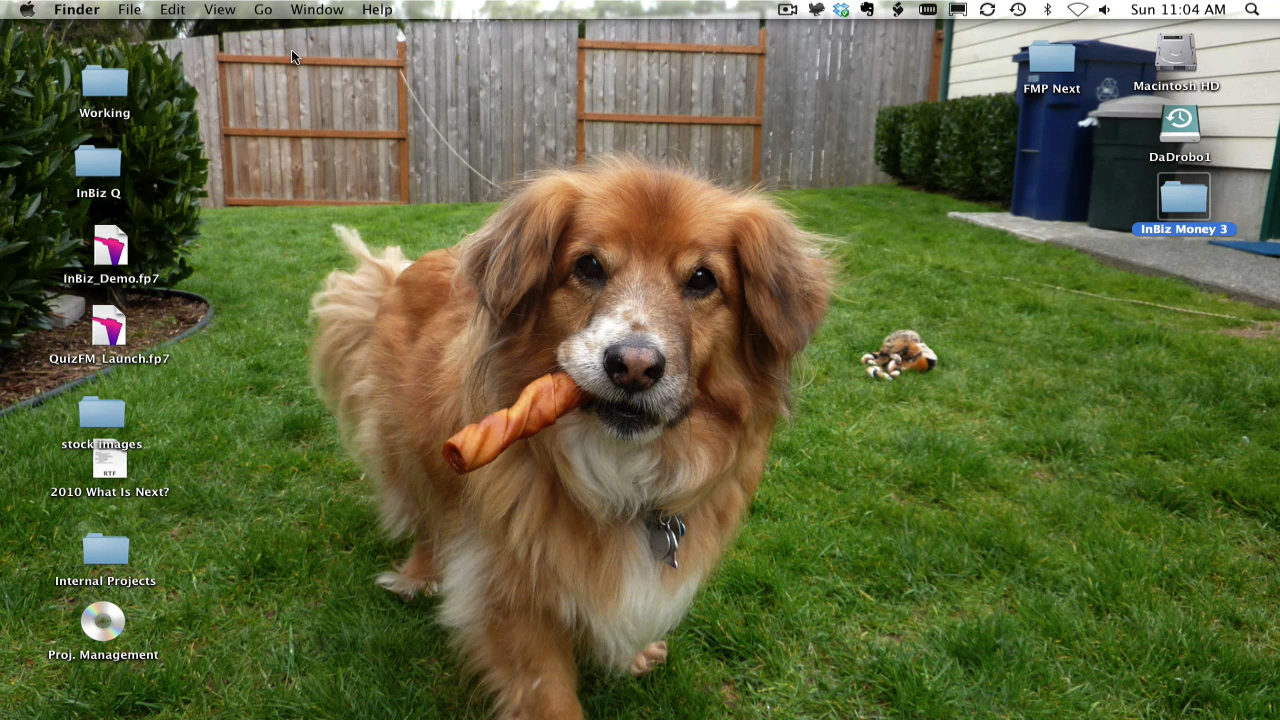 Finder File Edit View Go Window Help Sun 11:04 AM
Working
InBiz Q
InBiz_Demo.fp7
QuizFM_Launch.fp7
stock images
RTF
2010 What Is Next?
Internal Projects
Proj. Management
FMP Next
Macintosh HD
DaDrobo1
InBiz Money 3